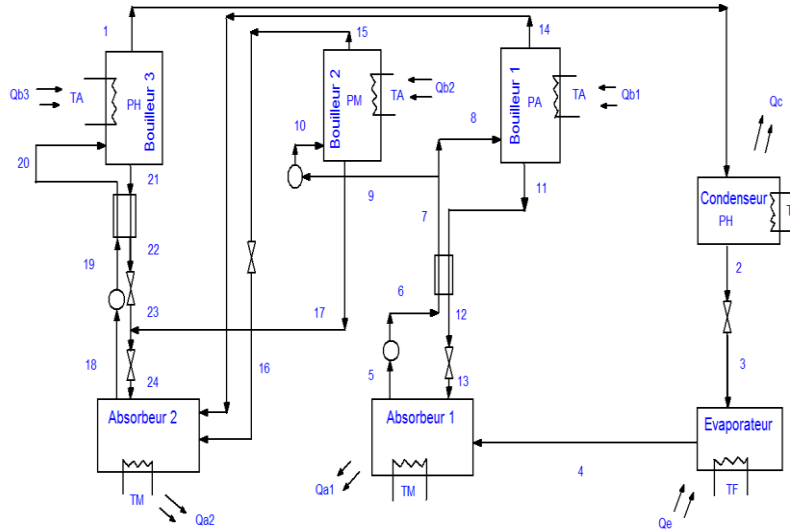 1
14
15
Bouilleur 3
Qb3
TA
PH
Bouilleur 2
PM
TA
Qb2
Bouilleur 1
PA
TA
Qb1
Qc
8
10
20
21
9
11
7
Condenseur
PH
T
22
19
2
6
23
17
12
3
18
24
16
5
13
Absorbeur 2
Absorbeur 1
Evaporateur
4
TM
Qa2
Qa1
TM
Qe
TF